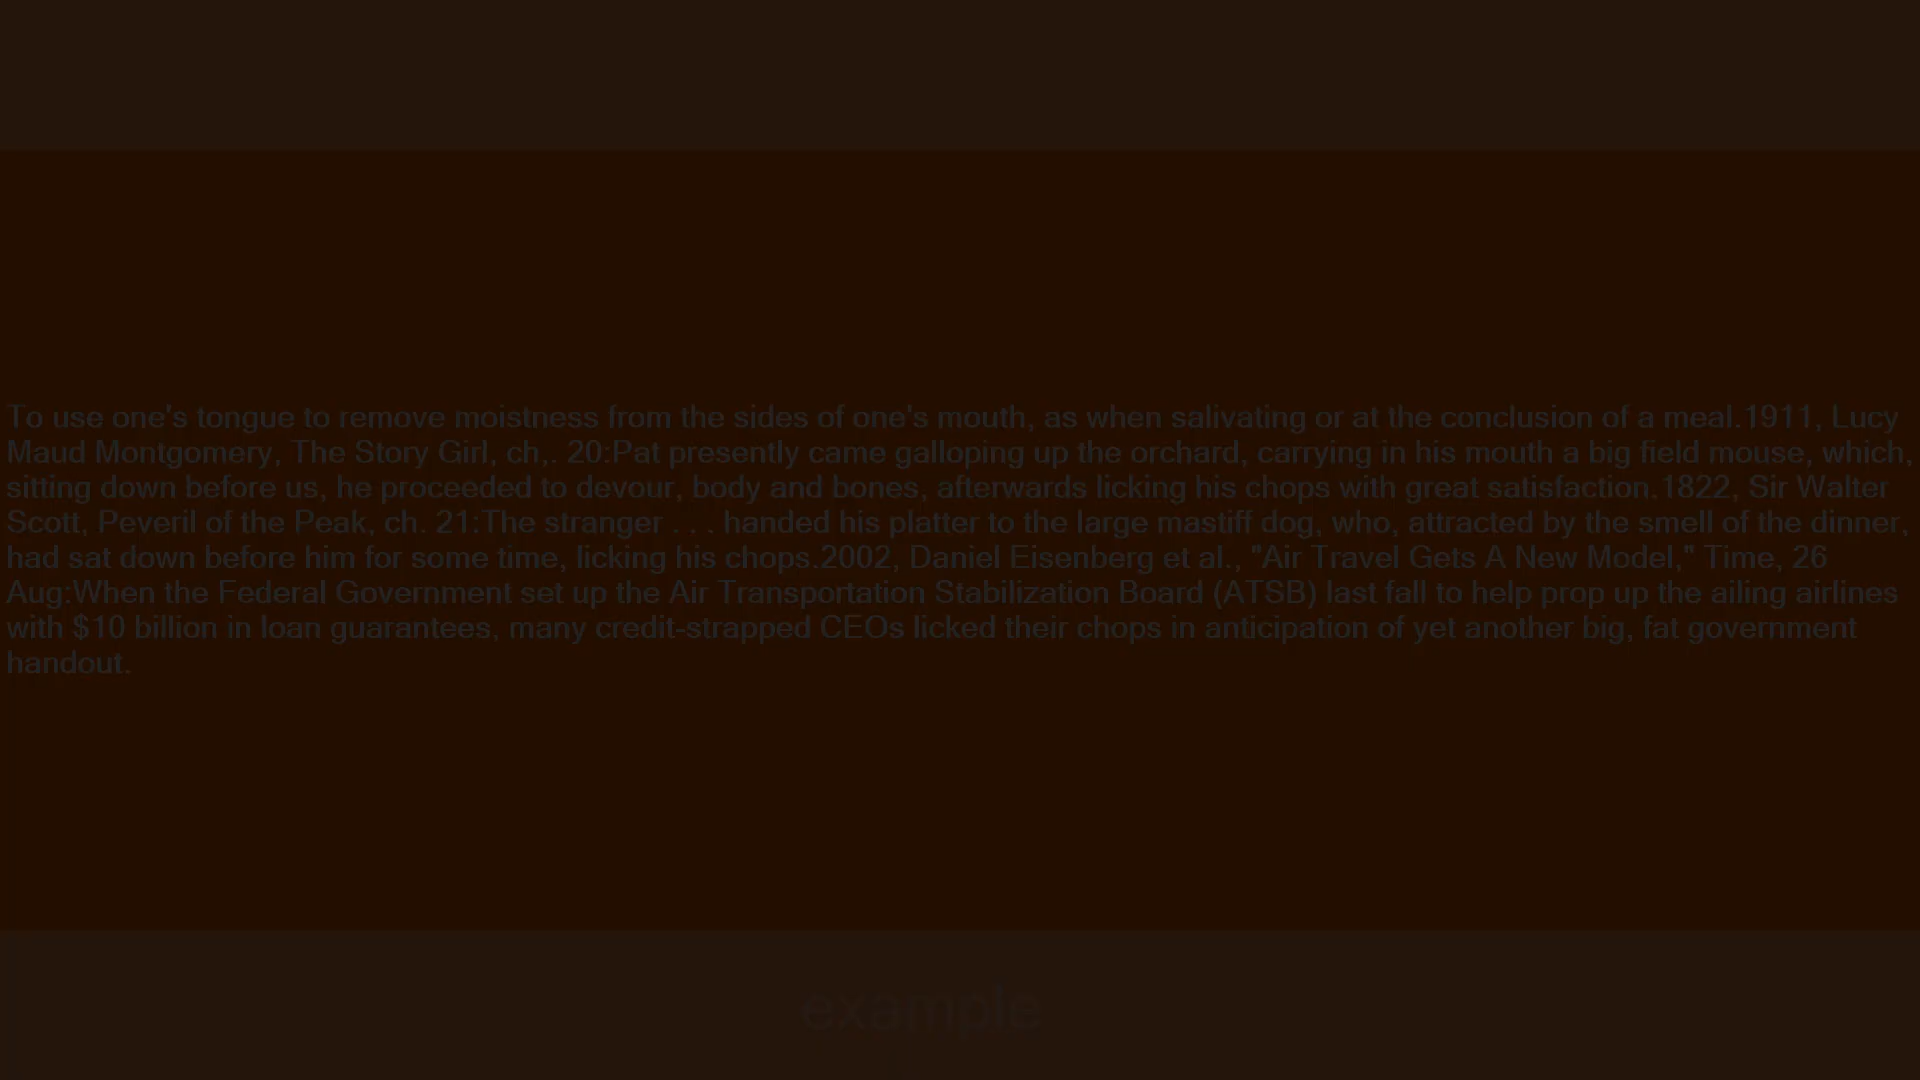 To use one's tongue to remove moistness from the sides of one's mouth, as when salivating or at the conclusion of a meal.1911, Lucy
Maud Montgomery, The Story Girl, ch,. 20:Pat presently came galloping up the orchard, carrying in his mouth a big field mouse, which,
sitting down before us, he proceeded to devour, body and bones, afterwards licking his chops with great satisfaction.1822, Sir Walter
Scott, Peveril of the Peak, ch. 21:The stranger . . . handed his platter to the large mastiff dog, who, attracted by the smell of the dinner,
had sat down before him for some time, licking his chops.2002, Daniel Eisenberg et al., "Air Travel Gets A New Model," Time, 26
Aug:When the Federal Government set up the Air Transportation Stabilization Board (ATSB) last fall to help prop up the ailing airlines
with $10 billion in loan guarantees, many credit-strapped CEOs licked their chops in anticipation of yet another big, fat government
handout.
example